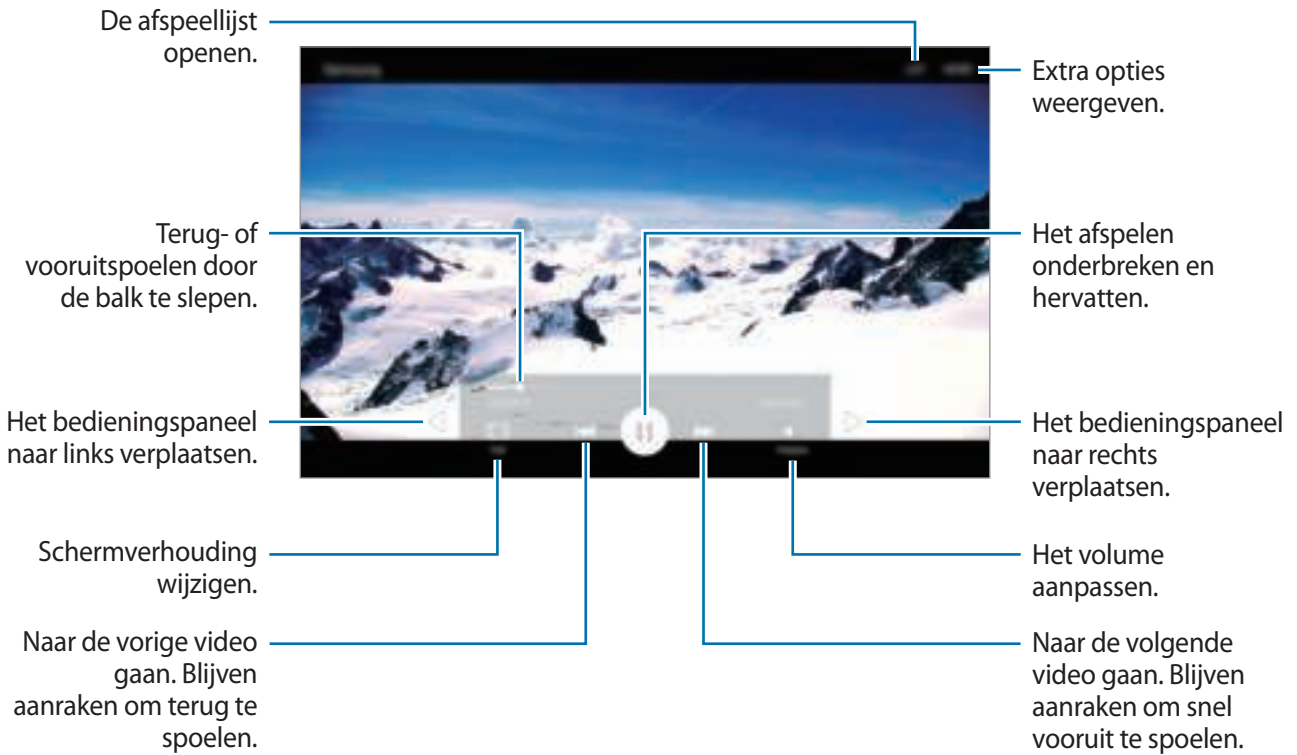 De afspeellijst
openen.
Extra opties
weergeven.
Terug- of
vooruitspoelen door
de balk te slepen.
Het afspelen
onderbreken en
hervatten.
Het bedieningspaneel
naar links verplaatsen.
Het bedieningspaneel
naar rechts
verplaatsen.
Schermverhouding
wijzigen.
Het volume
aanpassen.
Naar de vorige video
gaan. Blijven
aanraken om terug te
spoelen.
Naar de volgende
video gaan. Blijven
aanraken om snel
vooruit te spoelen.